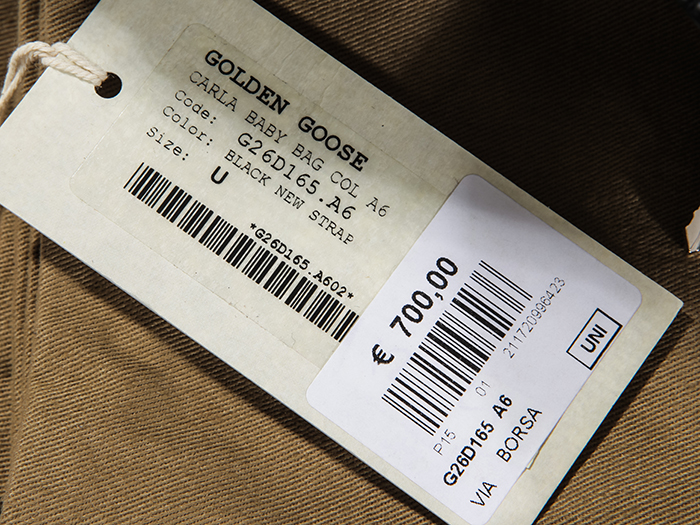 GOLDEN GOOSE
CARLA BABY BAG COL A6
Code: G26D165.A6
Color: BLACK NEW STRAP
Size: U
*G26D165.A602*
€ 700,00
P15 01 211720996423
G26D165 A6 UNI
VIA BORSA